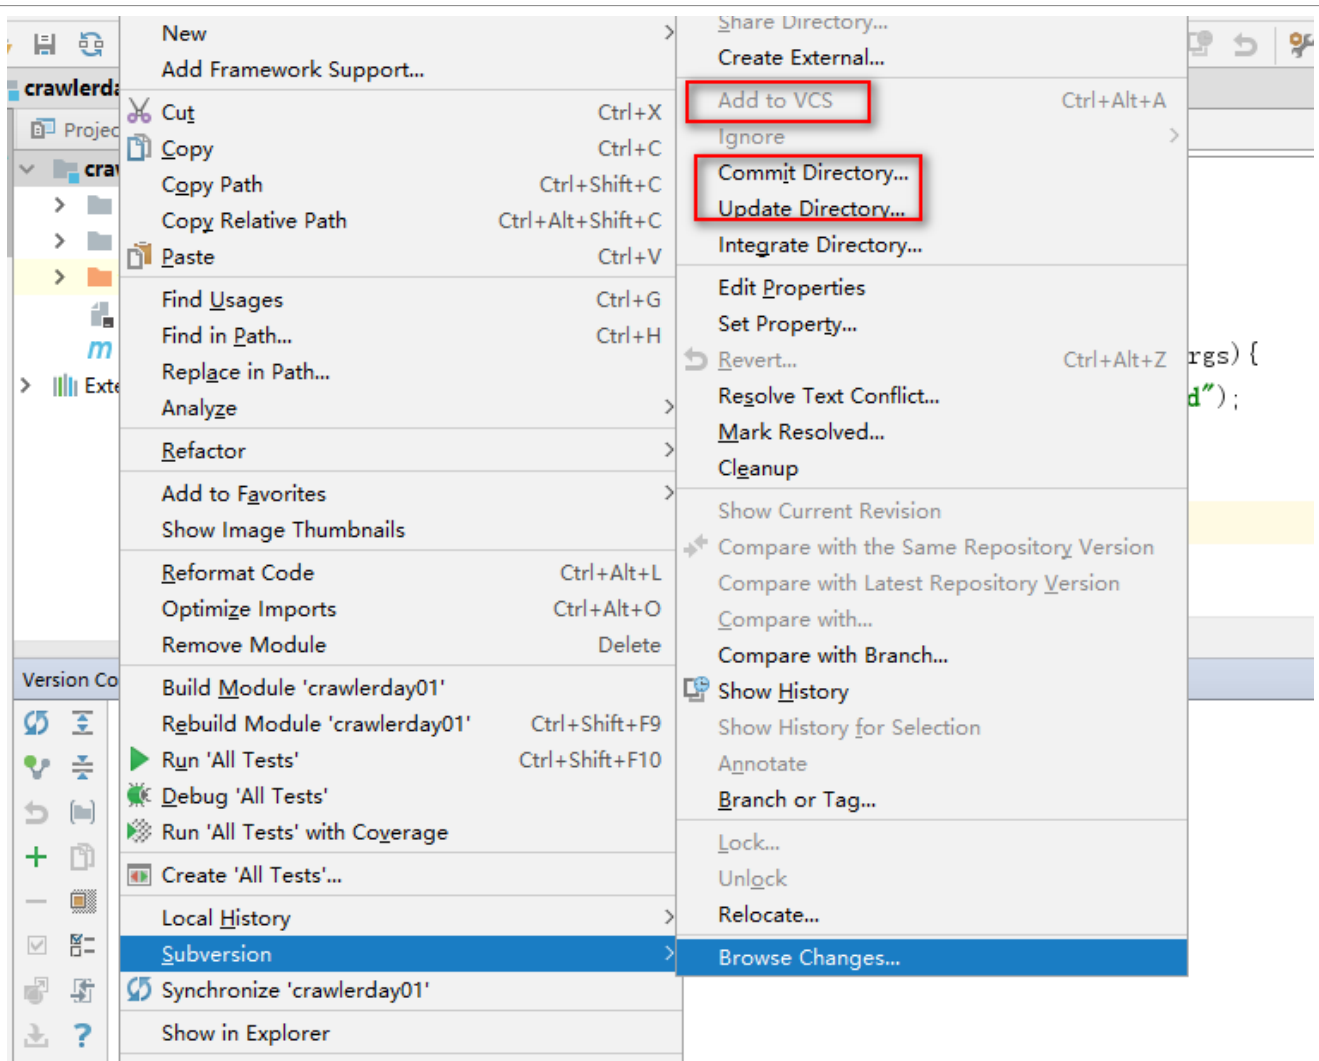 New
Add Framework Support...
Cut Ctrl+X
Copy Ctrl+C
Copy Path Ctrl+Shift+C
Copy Relative Path Ctrl+Alt+Shift+C
Paste Ctrl+V
Find Usages Ctrl+G
Find in Path... Ctrl+H
Replace in Path...
Analyze
Refactor
Add to Favorites
Show Image Thumbnails
Reformat Code Ctrl+Alt+L
Optimize Imports Ctrl+Alt+O
Remove Module Delete
Build Module 'crawlerday01'
Rebuild Module 'crawlerday01' Ctrl+Shift+F9
Run 'All Tests' Ctrl+Shift+F10
Debug 'All Tests'
Run 'All Tests' with Coverage
Create 'All Tests'...
Local History
Subversion
Synchronize 'crawlerday01'
Show in Explorer
Share Directory...
Create External...
Add to VCS Ctrl+Alt+A
Ignore
Commit Directory...
Update Directory...
Integrate Directory...
Edit Properties
Set Property...
Revert... Ctrl+Alt+Z
Resolve Text Conflict...
Mark Resolved...
Cleanup
Show Current Revision
Compare with the Same Repository Version
Compare with Latest Repository Version
Compare with...
Compare with Branch...
Show History
Show History for Selection
Annotate
Branch or Tag...
Lock...
Unlock
Relocate...
Browse Changes...
crawlerda
Projec
craw
Exte
Version Co
rgs){
d");